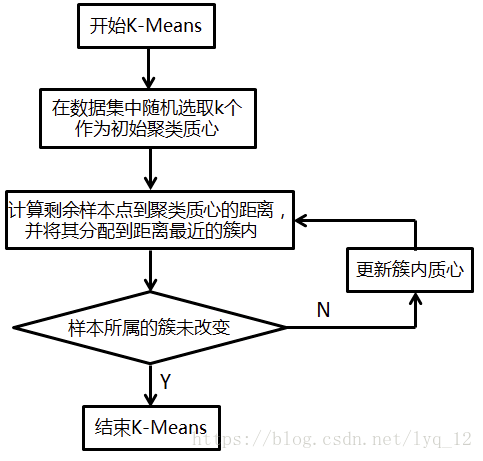 开始K-Means
在数据集中随机选取k个
作为初始聚类质心
计算剩余样本点到聚类质心的距离，
并将其分配到距离最近的簇内
更新簇内质心
样本所属的簇未改变
N
Y
结束K-Means
https://blog.csdn.net/lyq_12